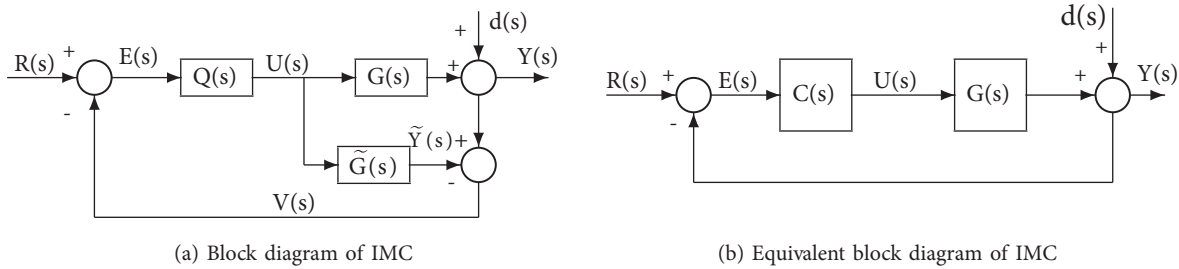 d(s)
+
R(s)
+
E(s)
Q(s)
U(s)
G(s)
+
Y(s)
-
G̃(s)
Ỹ(s)
+
-
V(s)
(a) Block diagram of IMC
d(s)
+
R(s)
+
E(s)
C(s)
U(s)
G(s)
+
Y(s)
-
(b) Equivalent block diagram of IMC